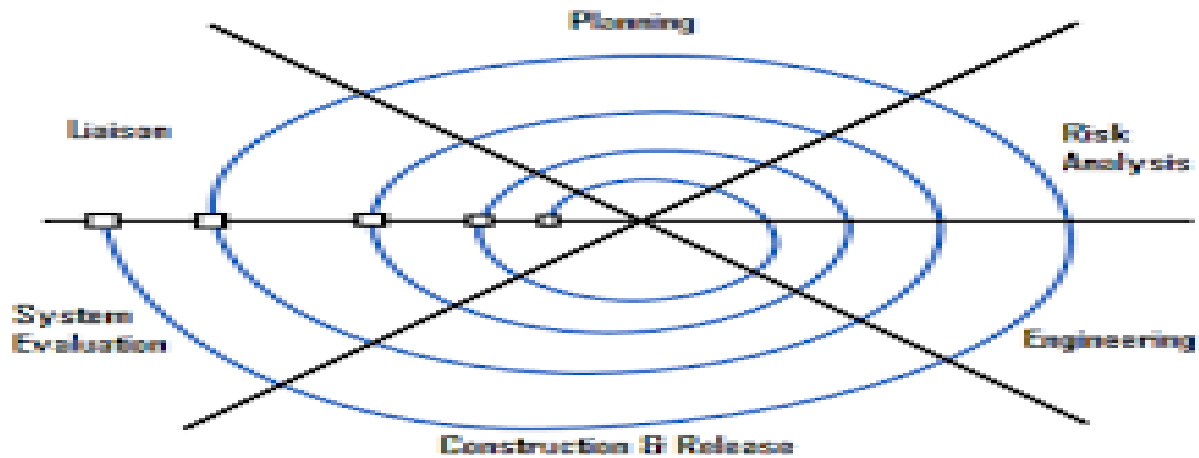 Planning
Liaison
Risk
Analysis
System
Evaluation
Engineering
Construction & Release